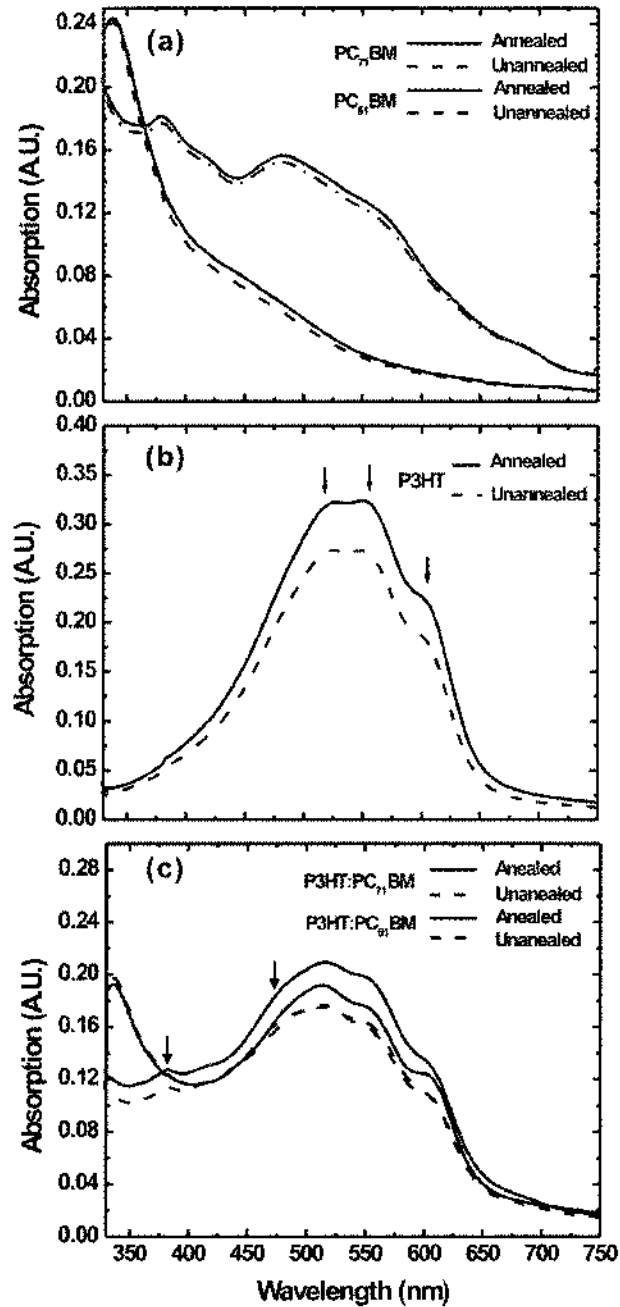 (a)
PC71BM
Annealed
Unannealed
PC61BM
Annealed
Unannealed
Absorption (A.U.)
0.24
0.20
0.16
0.12
0.08
0.04
0.00
(b)
P3HT
Annealed
Unannealed
Absorption (A.U.)
0.40
0.35
0.30
0.25
0.20
0.15
0.10
0.05
0.00
(c)
P3HT:PC71BM
Anealed
Unanealed
P3HT:PC61BM
Anealed
Unanealed
Absorption (A.U.)
0.28
0.24
0.20
0.16
0.12
0.08
0.04
0.00
350 400 450 500 550 600 650 700 750
Wavelength (nm)